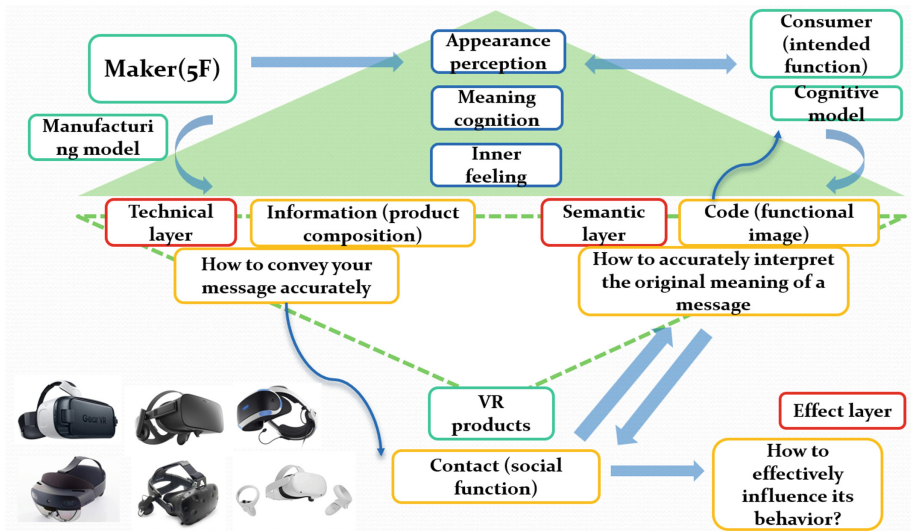 Maker(5F)
Manufacturi
ng model
Appearance
perception
Meaning
cognition
Inner
feeling
Consumer
(intended
function)
Cognitive
model
Technical
layer
Information (product
composition)
Semantic
layer
Code (functional
image)
How to convey your
message accurately
How to accurately interpret
the original meaning of a
message
Gear VR
VR
products
Effect layer
Contact (social
function)
How to
effectively
influence its
behavior?